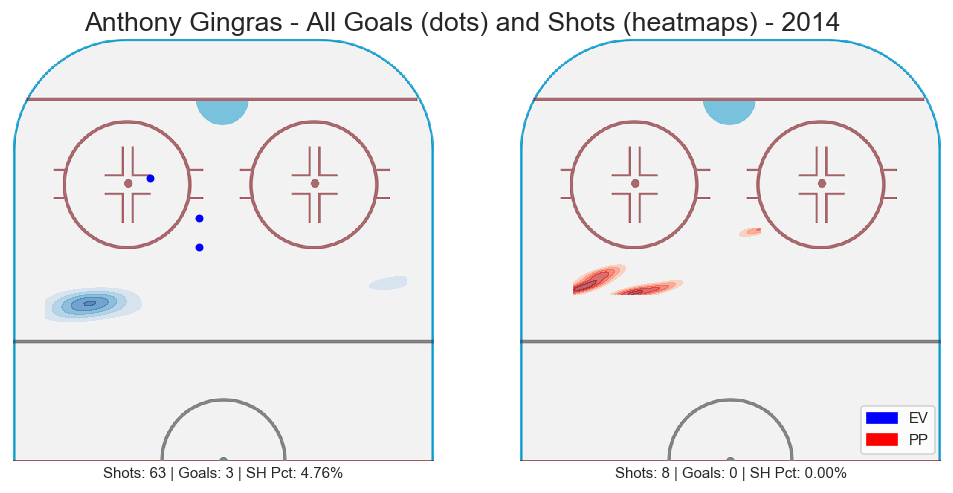 Anthony Gingras - All Goals (dots) and Shots (heatmaps) - 2014
EV
PP
Shots: 63 | Goals: 3 | SH Pct: 4.76%
Shots: 8 | Goals: 0 | SH Pct: 0.00%